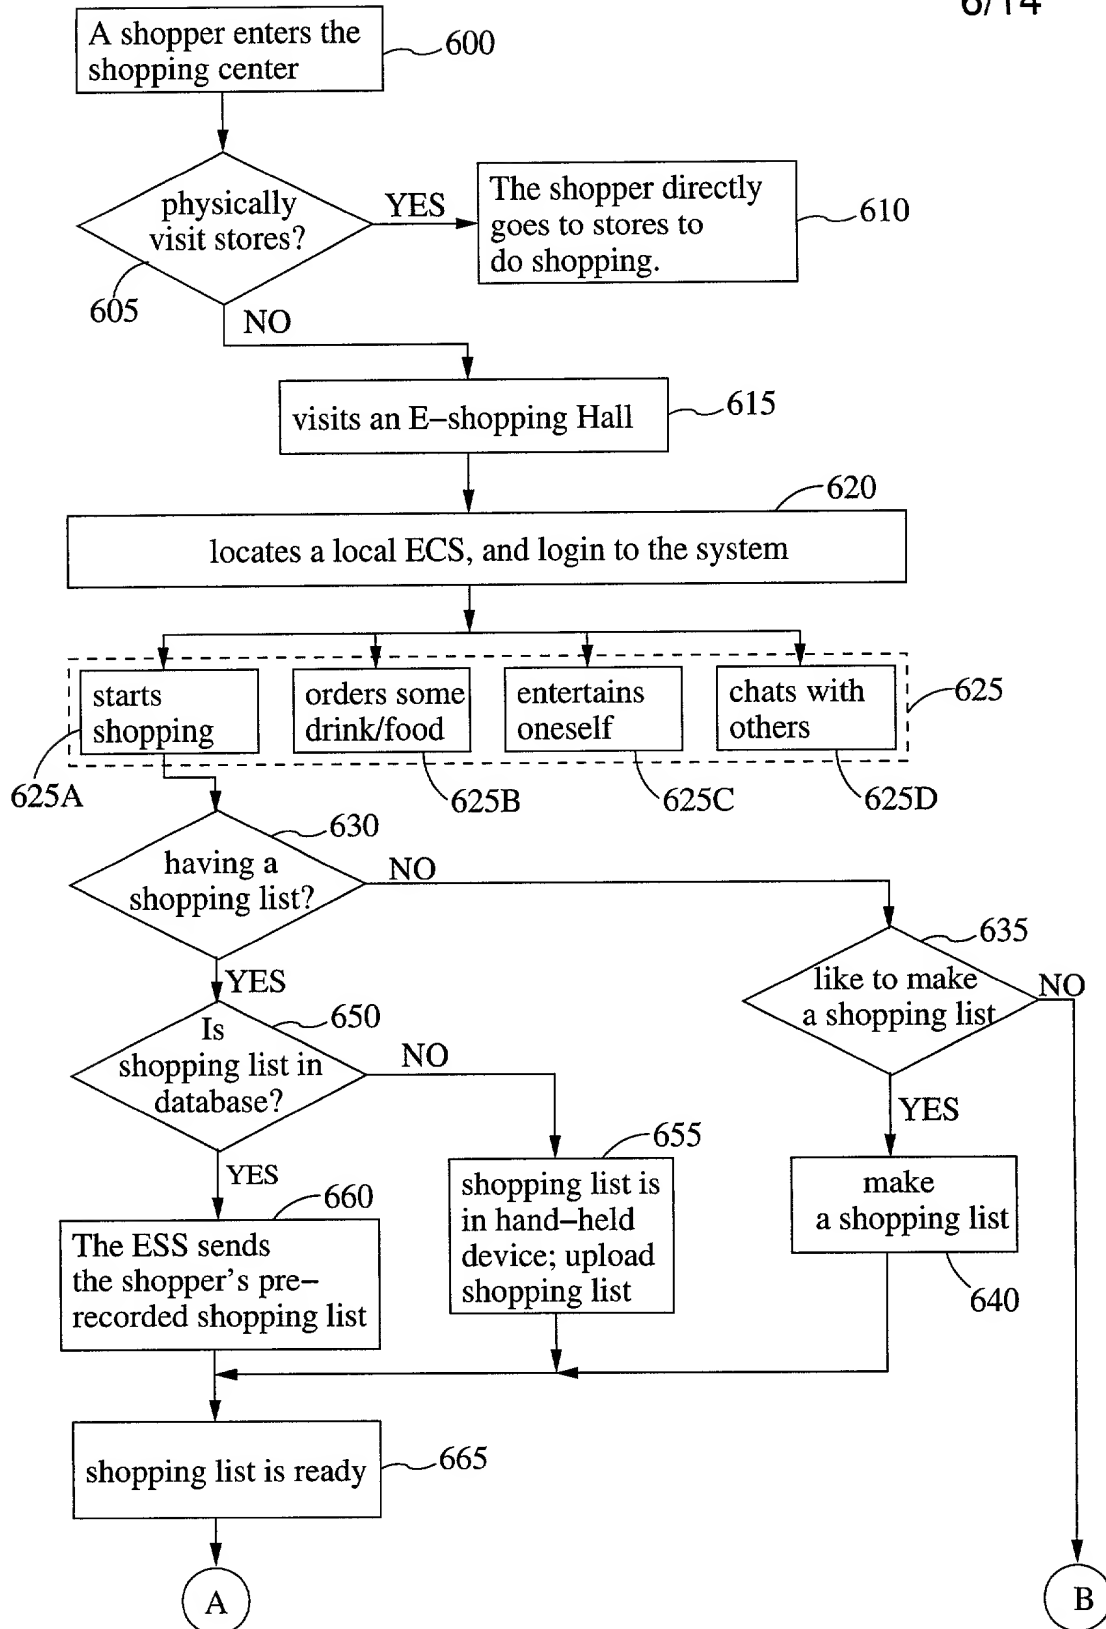 6/14
A shopper enters the
shopping center
600
physically
visit stores?
YES
605
The shopper directly
goes to stores to
do shopping.
610
NO
visits an E-shopping Hall
615
620
locates a local ECS, and login to the system
starts
shopping
orders some
drink/food
entertains
oneself
chats with
others
625
625A
625B
625C
625D
630
having a
shopping list?
NO
635
like to make
a shopping list
NO
YES
650
Is
shopping list in
database?
NO
YES
YES
655
shopping list is
in hand-held
device; upload
shopping list
make
a shopping list
640
660
The ESS sends
the shopper's pre-
recorded shopping list
shopping list is ready
665
A
B